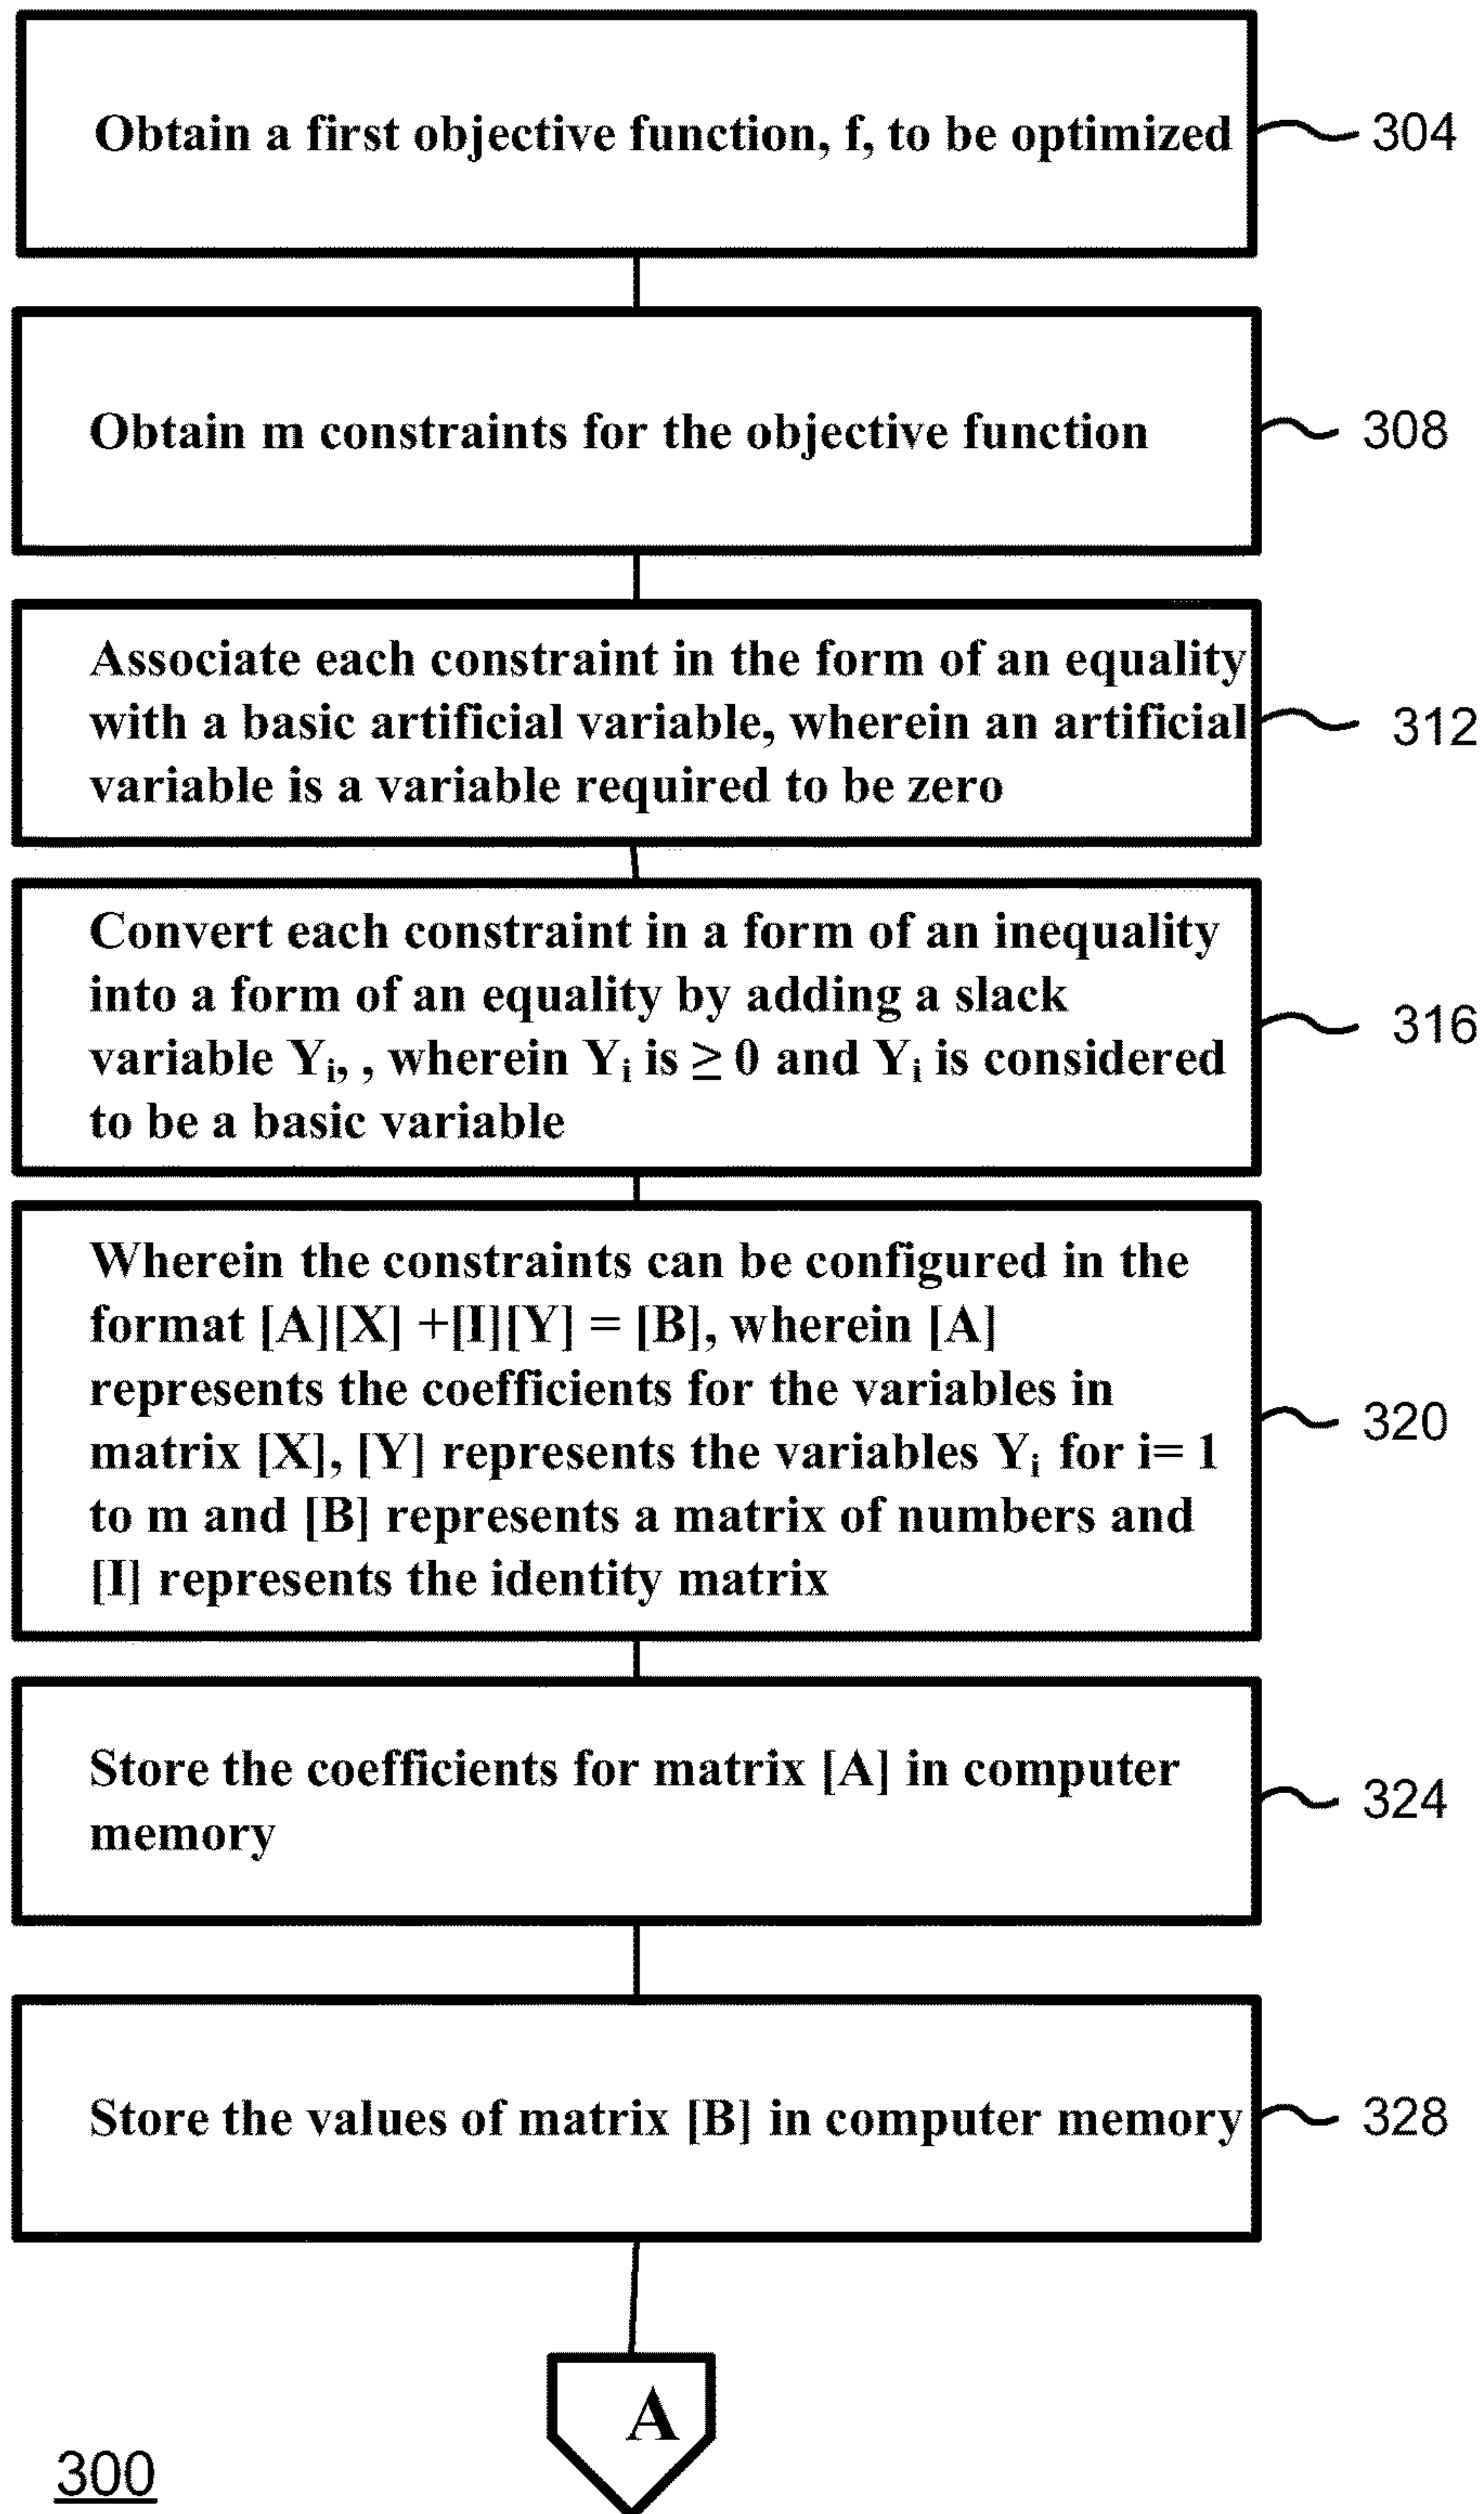 Obtain a first objective function, f, to be optimized
304
Obtain m constraints for the objective function
308
Associate each constraint in the form of an equality
with a basic artificial variable, wherein an artificial
variable is a variable required to be zero
312
Convert each constraint in a form of an inequality
into a form of an equality by adding a slack
variable Yᵢ, , wherein Yᵢ is ≥ 0 and Yᵢ is considered
to be a basic variable
316
Wherein the constraints can be configured in the
format [A][X] +[I][Y] = [B], wherein [A]
represents the coefficients for the variables in
matrix [X], [Y] represents the variables Yᵢ for i= 1
to m and [B] represents a matrix of numbers and
[I] represents the identity matrix
320
Store the coefficients for matrix [A] in computer
memory
324
Store the values of matrix [B] in computer memory
328
A
300